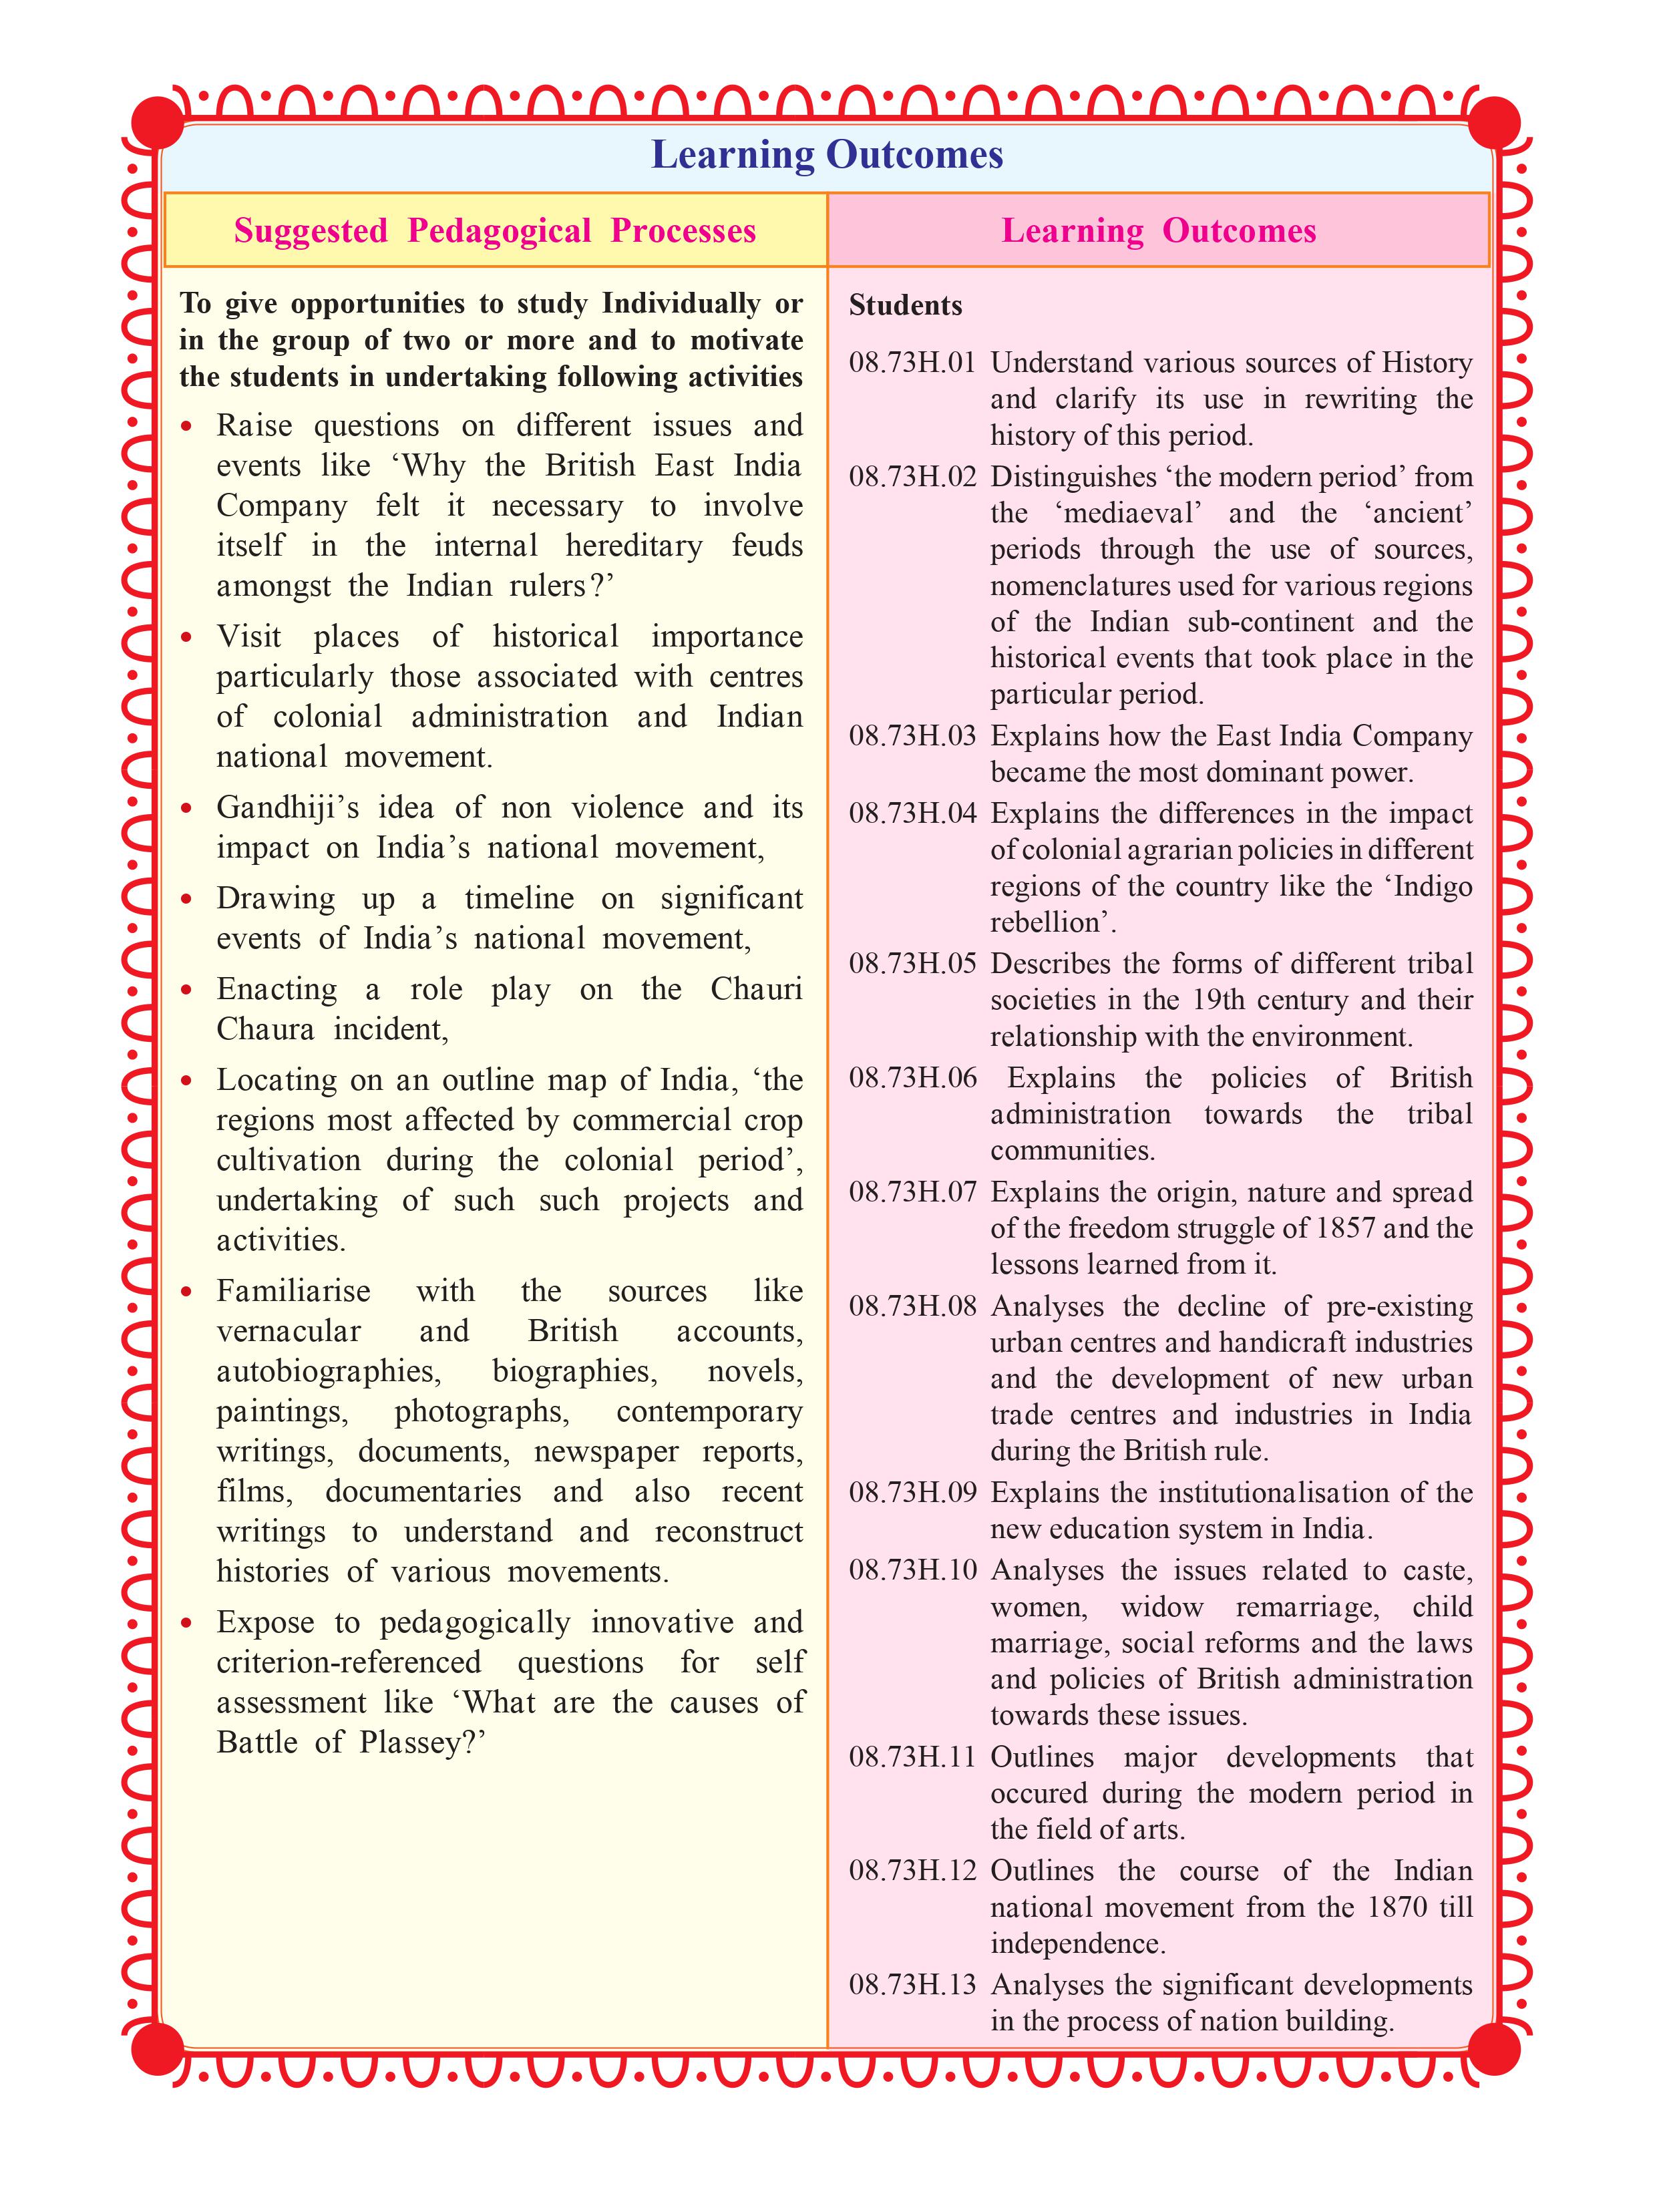 Learning Outcomes
Suggested Pedagogical Processes
To give opportunities to study Individually or
in the group of two or more and to motivate
the students in undertaking following activities
• Raise questions on different issues and
events like ‘Why the British East India
Company felt it necessary to involve
itself in the internal hereditary feuds
amongst the Indian rulers?’
• Visit places of historical importance
particularly those associated with centres
of colonial administration and Indian
national movement.
• Gandhiji’s idea of non violence and its
impact on India’s national movement,
• Drawing up a timeline on significant
events of India’s national movement,
• Enacting a role play on the Chauri
Chaura incident,
• Locating on an outline map of India, ‘the
regions most affected by commercial crop
cultivation during the colonial period’,
undertaking of such such projects and
activities.
• Familiarise with the sources like
vernacular and British accounts,
autobiographies, biographies, novels,
paintings, photographs, contemporary
writings, documents, newspaper reports,
films, documentaries and also recent
writings to understand and reconstruct
histories of various movements.
• Expose to pedagogically innovative and
criterion-referenced questions for self
assessment like ‘What are the causes of
Battle of Plassey?’
Learning Outcomes
Students
08.73H.01 Understand various sources of History
and clarify its use in rewriting the
history of this period.
08.73H.02 Distinguishes ‘the modern period’ from
the ‘mediaeval’ and the ‘ancient’
periods through the use of sources,
nomenclatures used for various regions
of the Indian sub-continent and the
historical events that took place in the
particular period.
08.73H.03 Explains how the East India Company
became the most dominant power.
08.73H.04 Explains the differences in the impact
of colonial agrarian policies in different
regions of the country like the ‘Indigo
rebellion’.
08.73H.05 Describes the forms of different tribal
societies in the 19th century and their
relationship with the environment.
08.73H.06 Explains the policies of British
administration towards the tribal
communities.
08.73H.07 Explains the origin, nature and spread
of the freedom struggle of 1857 and the
lessons learned from it.
08.73H.08 Analyses the decline of pre-existing
urban centres and handicraft industries
and the development of new urban
trade centres and industries in India
during the British rule.
08.73H.09 Explains the institutionalisation of the
new education system in India.
08.73H.10 Analyses the issues related to caste,
women, widow remarriage, child
marriage, social reforms and the laws
and policies of British administration
towards these issues.
08.73H.11 Outlines major developments that
occured during the modern period in
the field of arts.
08.73H.12 Outlines the course of the Indian
national movement from the 1870 till
independence.
08.73H.13 Analyses the significant developments
in the process of nation building.